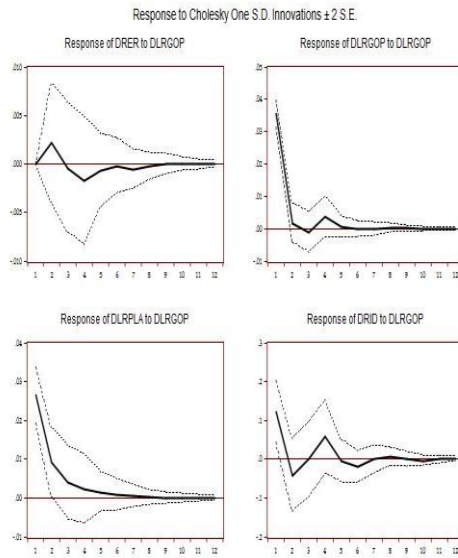 Response to Cholesky One S.D. Innovations ± 2 S.E.
Response of DRER to DLRGOP
.010
.005
.000
-.005
-.010
1 2 3 4 5 6 7 8 9 10 11 12
Response of DLRGOP to DLRGOP
.05
.04
.03
.02
.01
.00
-.01
1 2 3 4 5 6 7 8 9 10 11 12
Response of DLRPLA to DLRGOP
.04
.03
.02
.01
.00
-.01
1 2 3 4 5 6 7 8 9 10 11 12
Response of DRID to DLRGOP
.3
.2
.1
.0
-.1
-.2
1 2 3 4 5 6 7 8 9 10 11 12